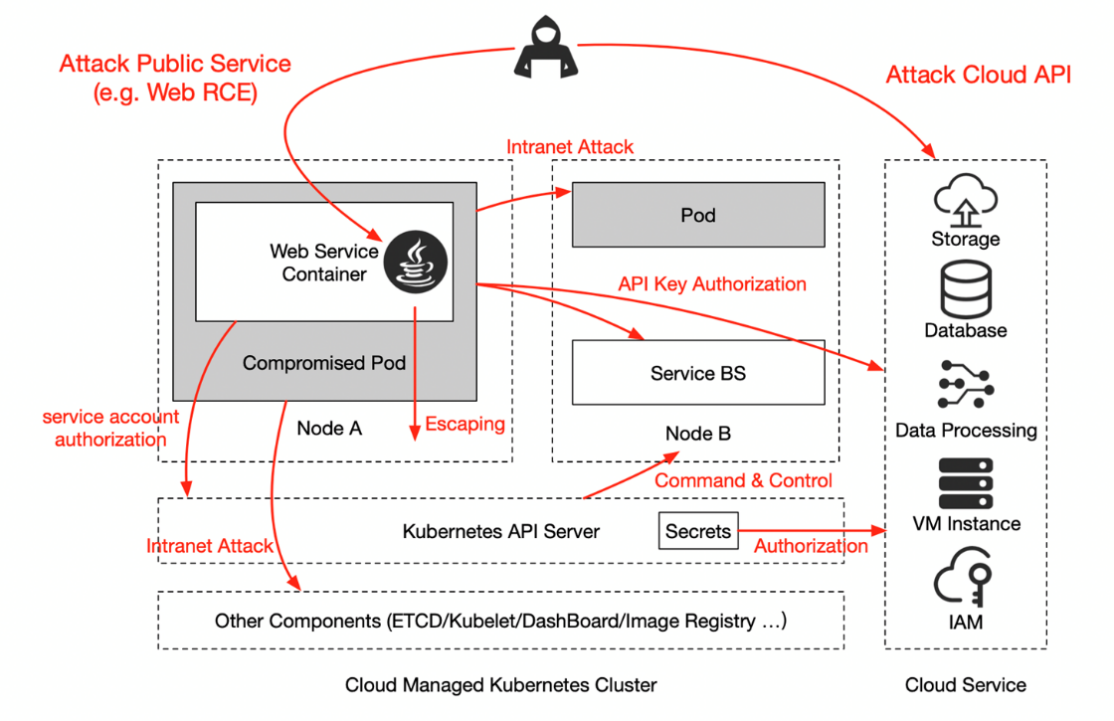 Attack Public Service
(e.g. Web RCE)
Attack Cloud API
Intranet Attack
Web Service
Container
Pod
API Key Authorization
Compromised Pod
Service BS
service account
authorization
Node A
Escaping
Node B
Command & Control
Kubernetes API Server
Secrets
Intranet Attack
Authorization
Other Components (ETCD/Kubelet/DashBoard/Image Registry ...)
Cloud Managed Kubernetes Cluster
Storage
Database
Data Processing
VM Instance
IAM
Cloud Service